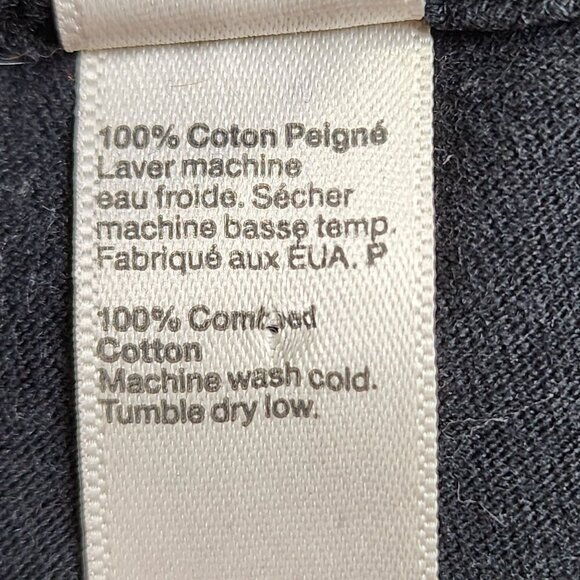 100% Coton Peigné
Laver machine
eau froide. Sécher
machine basse temp.
Fabriqué aux ÉUA. P
100% Combed
Cotton
Machine wash cold.
Tumble dry low.